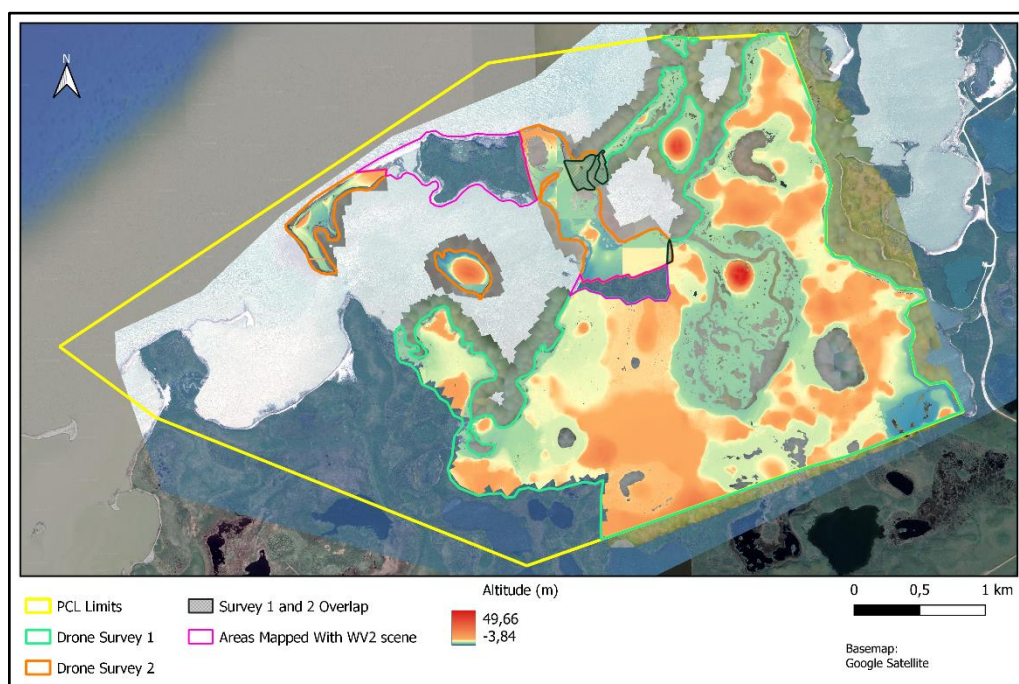 N
PCL Limits
Drone Survey 1
Drone Survey 2
Survey 1 and 2 Overlap
Areas Mapped With WV2 scene
Altitude (m)
49,66
-3,84
0 0,5 1 km
Basemap:
Google Satellite